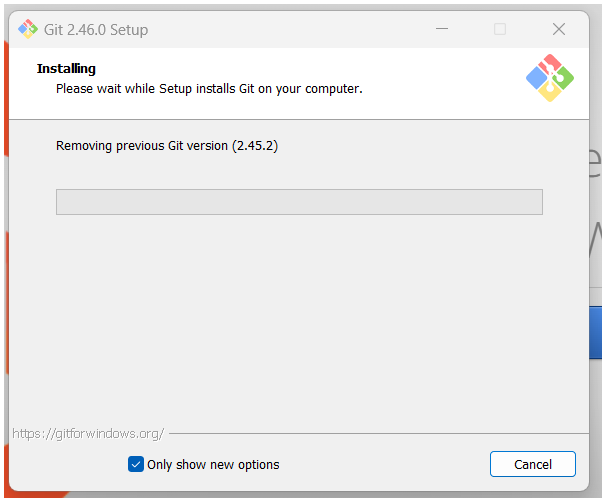 Git 2.46.0 Setup
Installing
Please wait while Setup installs Git on your computer.
Removing previous Git version (2.45.2)
https://gitforwindows.org/
Only show new options
Cancel